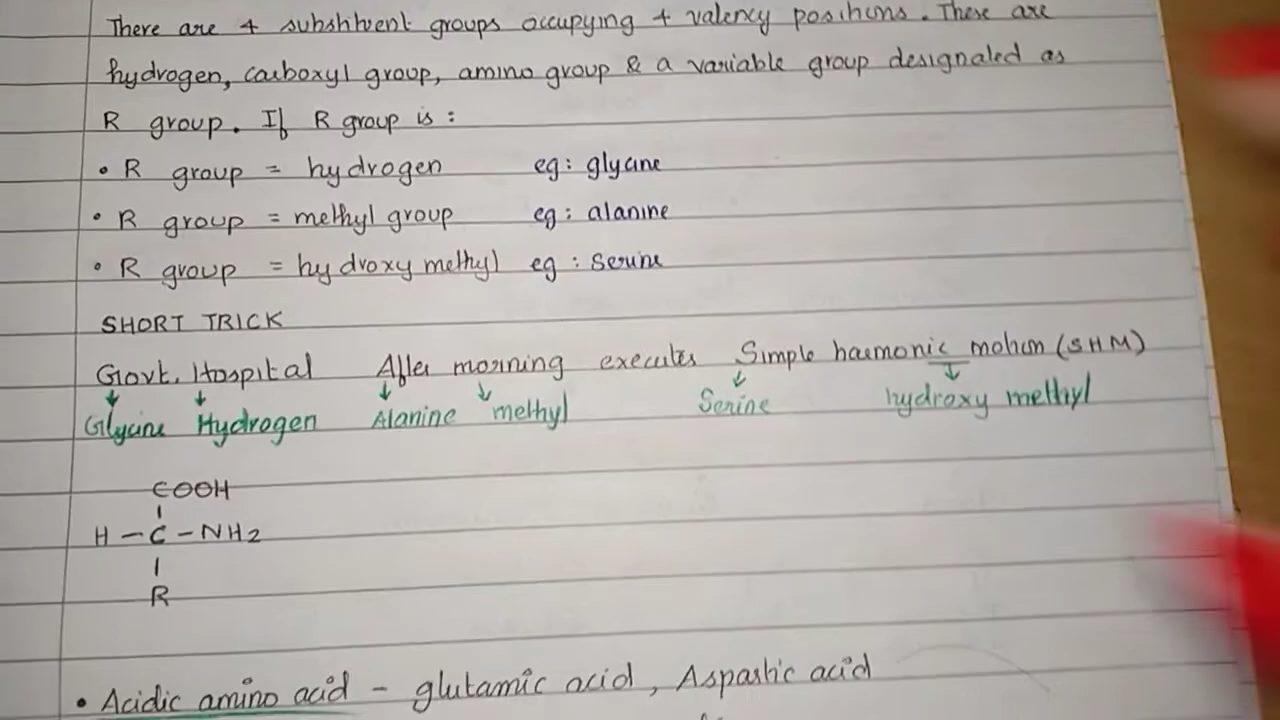 There are 4 substituent groups occupying 4 valency positions. These are
hydrogen, carboxyl group, amino group & a variable group designated as
R group. If R group is :
• R group = hydrogen eg: glycine
• R group = methyl group eg: alanine
• R group = hydroxy methyl eg : serine
SHORT TRICK
Govt. Hospital After morning executes Simple harmonic motion (SHM)
↓ ↓ ↓ ↓ ↓ ↓
Glycine Hydrogen Alanine methyl Serine hydroxy methyl
COOH
|
H - C - NH2
|
R
• Acidic amino acid - glutamic acid, Aspartic acid